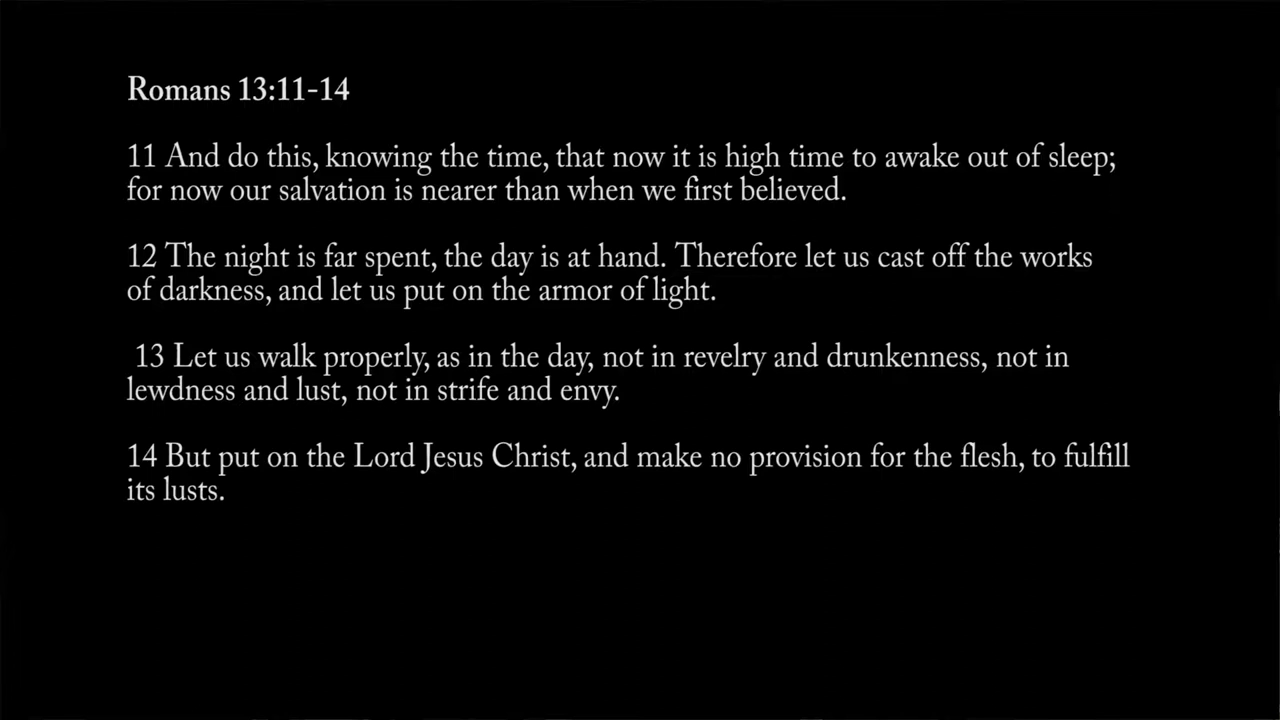 Romans 13:11-14
11 And do this, knowing the time, that now it is high time to awake out of sleep;
for now our salvation is nearer than when we first believed.
12 The night is far spent, the day is at hand. Therefore let us cast off the works
of darkness, and let us put on the armor of light.
13 Let us walk properly, as in the day, not in revelry and drunkenness, not in
lewdness and lust, not in strife and envy.
14 But put on the Lord Jesus Christ, and make no provision for the flesh, to fulfill
its lusts.